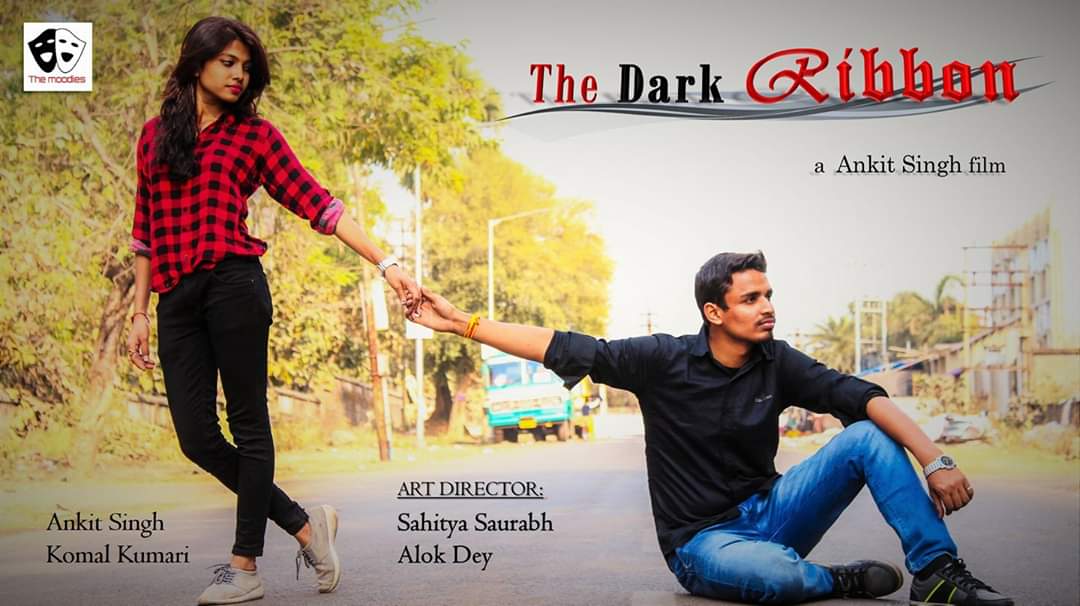 The moodies
The Dark Ribbon
a Ankit Singh film
ART DIRECTOR:
Ankit Singh
Komal Kumari
Sahitya Saurabh
Alok Dey